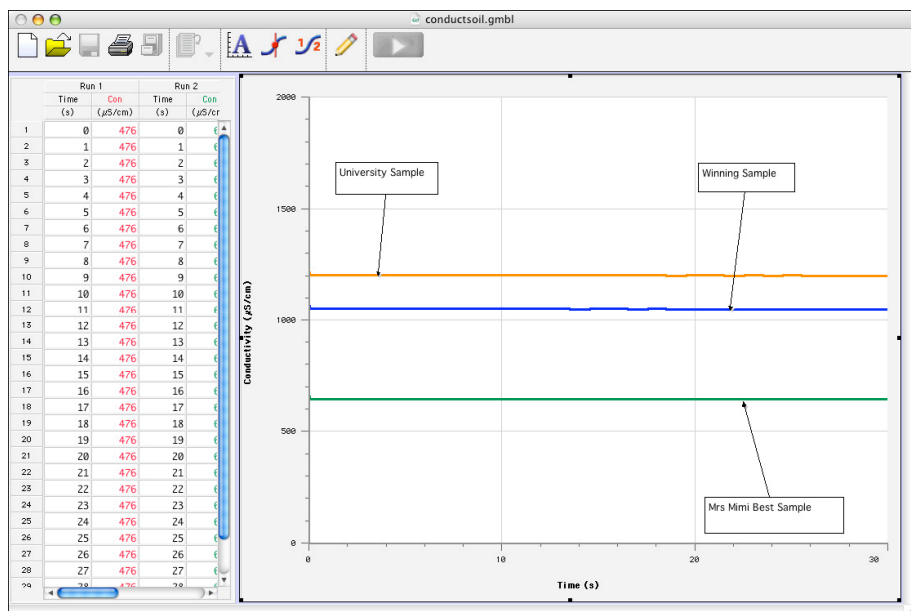 conductsoil.gmbl
Run 1 Run 2
Time Con Time Con
(s) (µS/cm) (s) (µS/cr
1 0 476 0
2 1 476 1
3 2 476 2
4 3 476 3
5 4 476 4
6 5 476 5
7 6 476 6
8 7 476 7
9 8 476 8
10 9 476 9
11 10 476 10
12 11 476 11
13 12 476 12
14 13 476 13
15 14 476 14
16 15 476 15
17 16 476 16
18 17 476 17
19 18 476 18
20 19 476 19
21 20 476 20
22 21 476 21
23 22 476 22
24 23 476 23
25 24 476 24
26 25 476 25
27 26 476 26
28 27 476 27
29 28 476 28
2000
1500
1000
500
0
Conductivity (µS/cm)
University Sample
Winning Sample
Mrs Mimi Best Sample
0 10 20 30
Time (s)